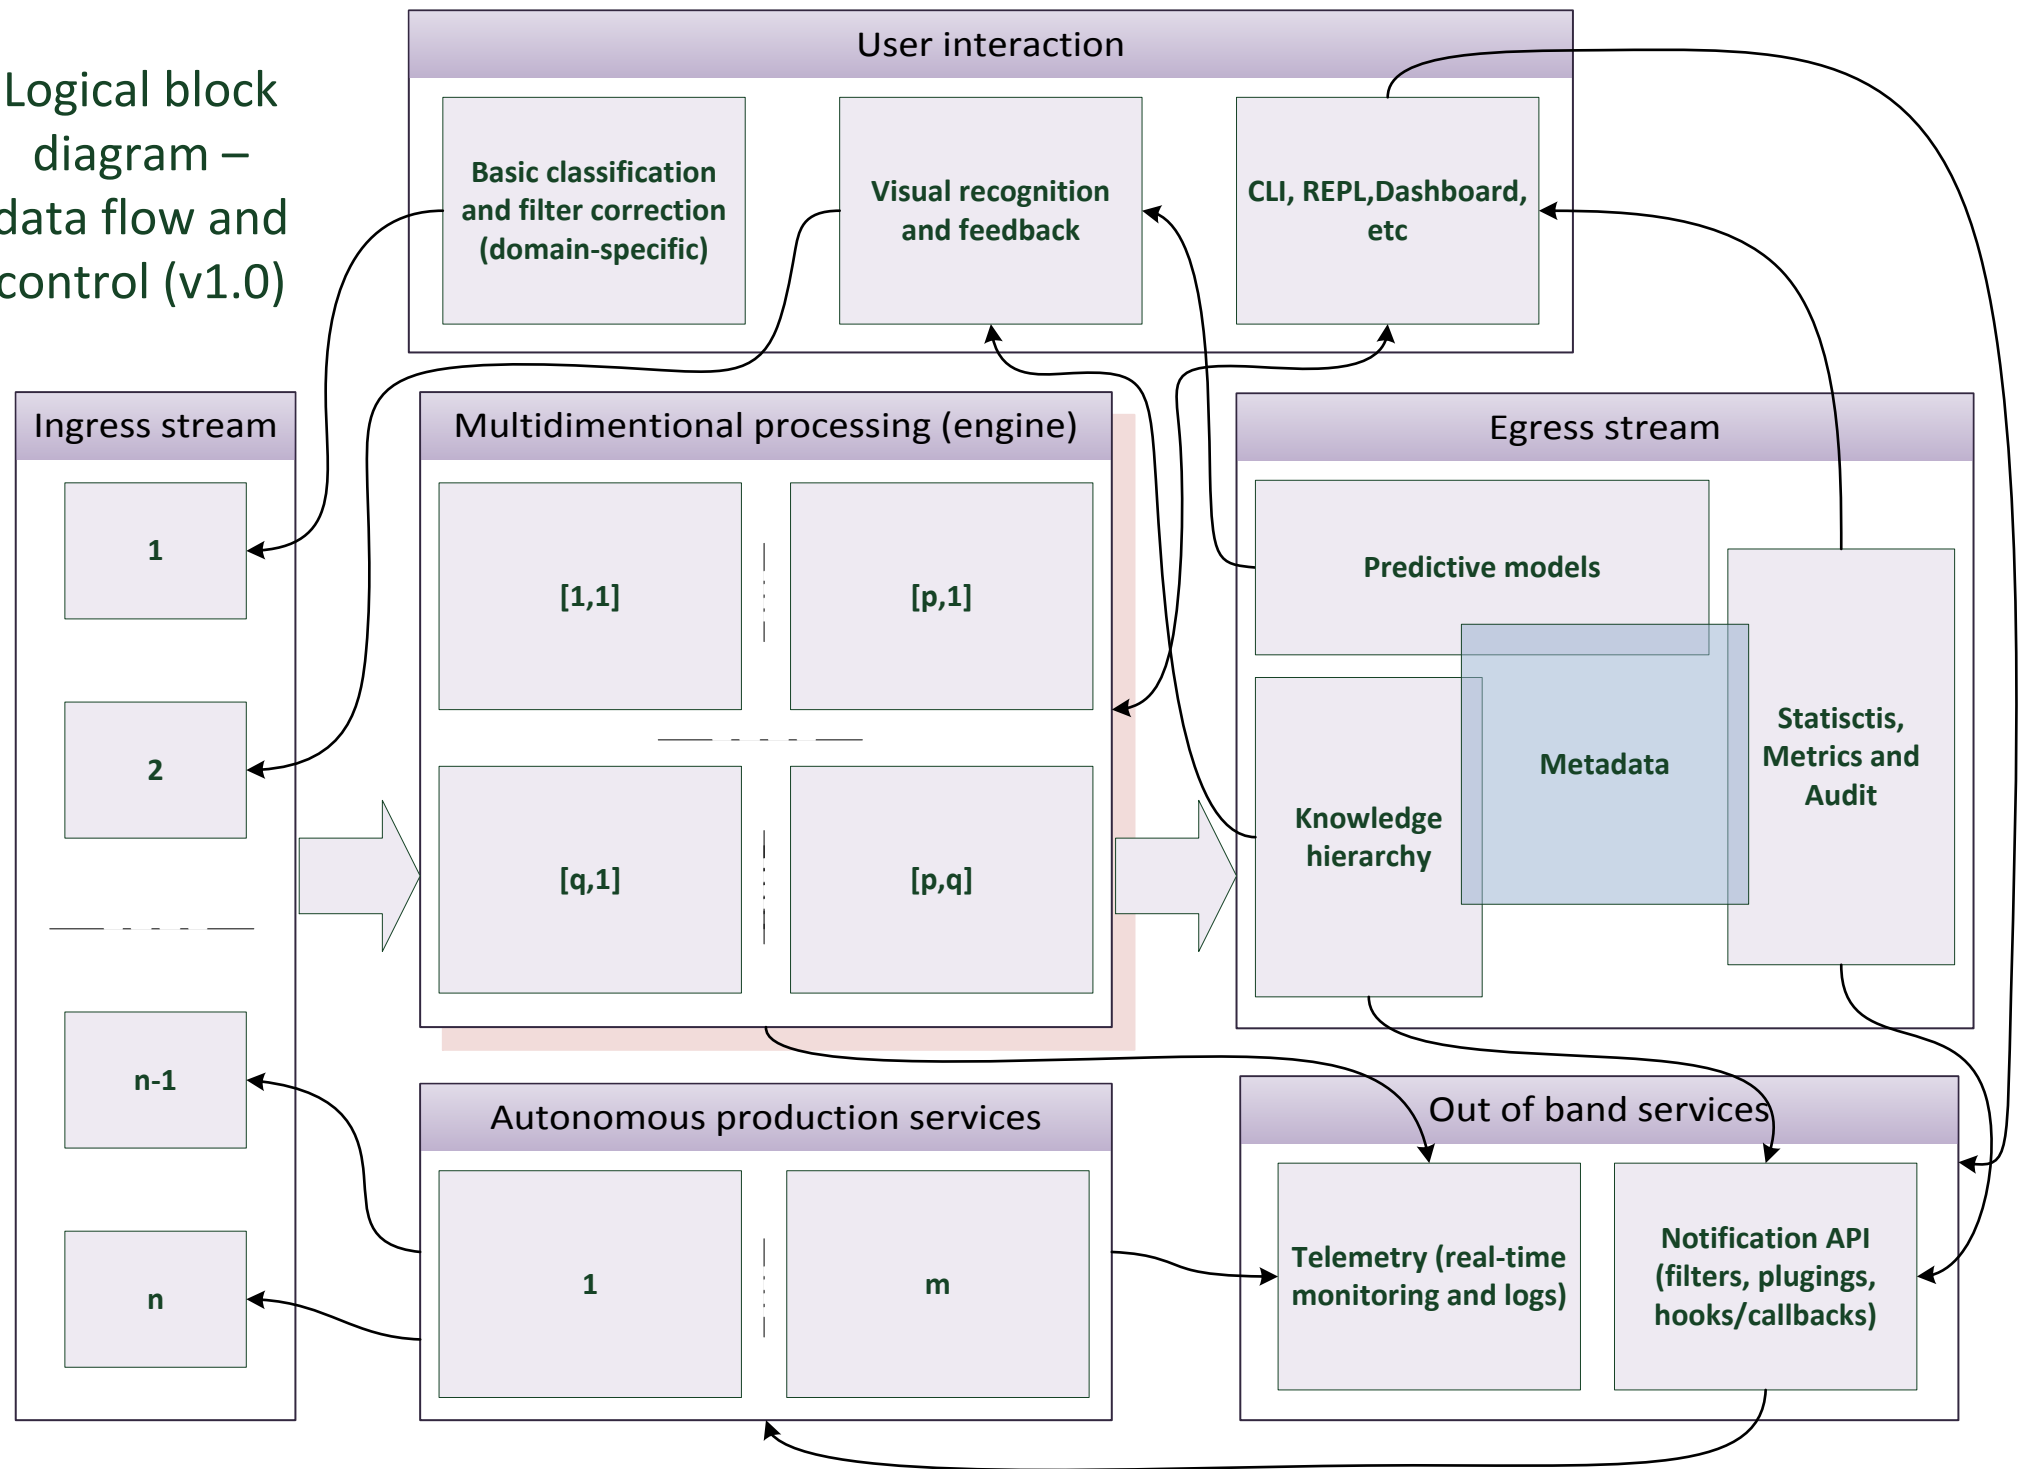 Logical block
diagram –
data flow and
control (v1.0)
User interaction
Basic classification
and filter correction
(domain-specific)
Visual recognition
and feedback
CLI, REPL,Dashboard,
etc
Ingress stream
1
2
n-1
n
Multidimentional processing (engine)
[1,1]
[p,1]
[q,1]
[p,q]
Egress stream
Predictive models
Metadata
Statisctis,
Metrics and
Audit
Knowledge
hierarchy
Autonomous production services
1
m
Out of band services
Telemetry (real-time
monitoring and logs)
Notification API
(filters, plugings,
hooks/callbacks)